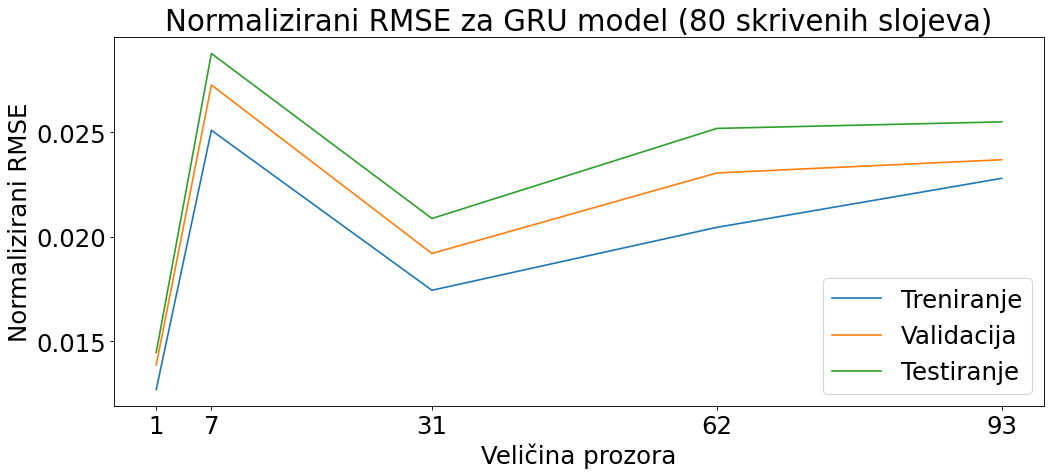 Normalizirani RMSE za GRU model (80 skrivenih slojeva)
Normalizirani RMSE
0.025
0.020
0.015
Treniranje
Validacija
Testiranje
1 7 31 62 93
Veličina prozora